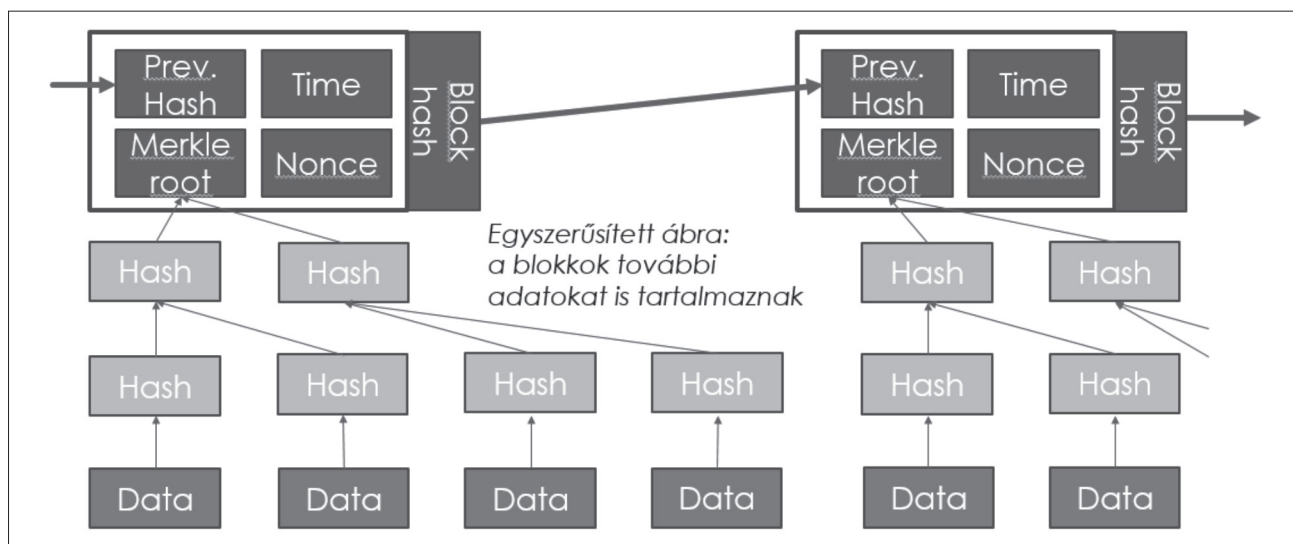 Prev.
Hash
Time
Merkle
root
Nonce
Block
hash
Prev.
Hash
Time
Merkle
root
Nonce
Block
hash
Egyszerűsített ábra:
a blokkok további
adatokat is tartalmaznak
Hash
Hash
Hash
Hash
Hash
Hash
Hash
Hash
Hash
Hash
Data
Data
Data
Data
Data
Data